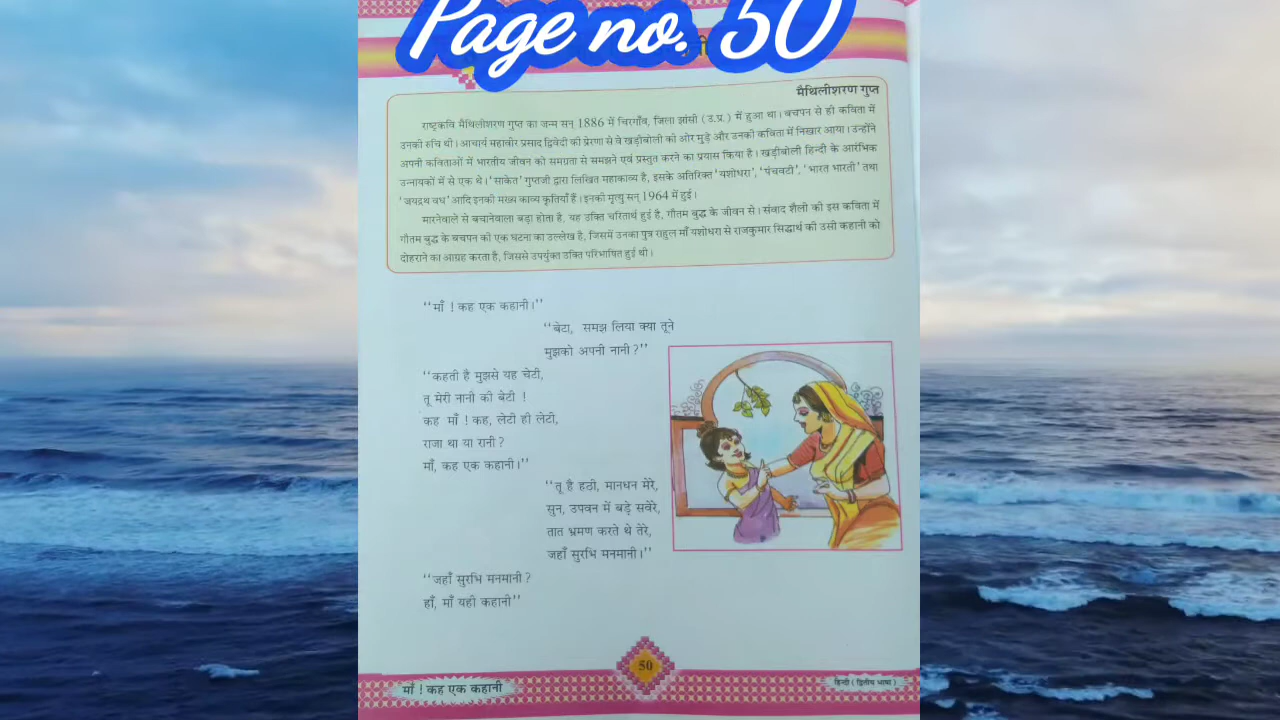 Page no. 50
मैथिलीशरण गुप्त
राष्ट्रकवि मैथिलीशरण गुप्त का जन्म सन् 1886 में चिरगाँव, जिला झांसी ( उ.प्र. ) में हुआ था। बचपन से ही कविता में
उनकी रुचि थी। आचार्य महावीर प्रसाद द्विवेदी की प्रेरणा से वे खड़ीबोली की ओर मुड़े और उनकी कविता में निखार आया। उन्होंने
अपनी कविताओं में भारतीय जीवन को समग्रता से समझने एवं प्रस्तुत करने का प्रयास किया है। खड़ीबोली हिन्दी के आरंभिक
उन्नायकों में से एक थे। 'साकेत' गुप्तजी द्वारा लिखित महाकाव्य है, इसके अतिरिक्त 'यशोधरा', 'पंचवटी', 'भारत भारती' तथा
'जयद्रथ वध' आदि इनकी मुख्य काव्य कृतियाँ हैं। इनकी मृत्यु सन् 1964 में हुई।
मारनेवाले से बचानेवाला बड़ा होता है, यह उक्ति चरितार्थ हुई है, गौतम बुद्ध के जीवन से। संवाद शैली की इस कविता में
गौतम बुद्ध के बचपन की एक घटना का उल्लेख है, जिसमें उनका पुत्र राहुल माँ यशोधरा से राजकुमार सिद्धार्थ की उसी कहानी को
दोहराने का आग्रह करता है, जिससे उपर्युक्त उक्ति परिभाषित हुई थी।
"माँ ! कह एक कहानी।"
"बेटा, समझ लिया क्या तूने
मुझको अपनी नानी ?"
"कहती है मुझसे यह चेटी,
तू मेरी नानी की बेटी !
कह माँ ! कह, लेटी ही लेटी,
राजा था या रानी ?
माँ, कह एक कहानी।"
"तू है हठी, मानधन मेरे,
सुन, उपवन में बड़े सवेरे,
तात भ्रमण करते थे तेरे,
जहाँ सुरभि मनमानी।"
"जहाँ सुरभि मनमानी ?
हाँ, माँ यही कहानी"
50
माँ ! कह एक कहानी
हिन्दी ( द्वितीय भाषा )